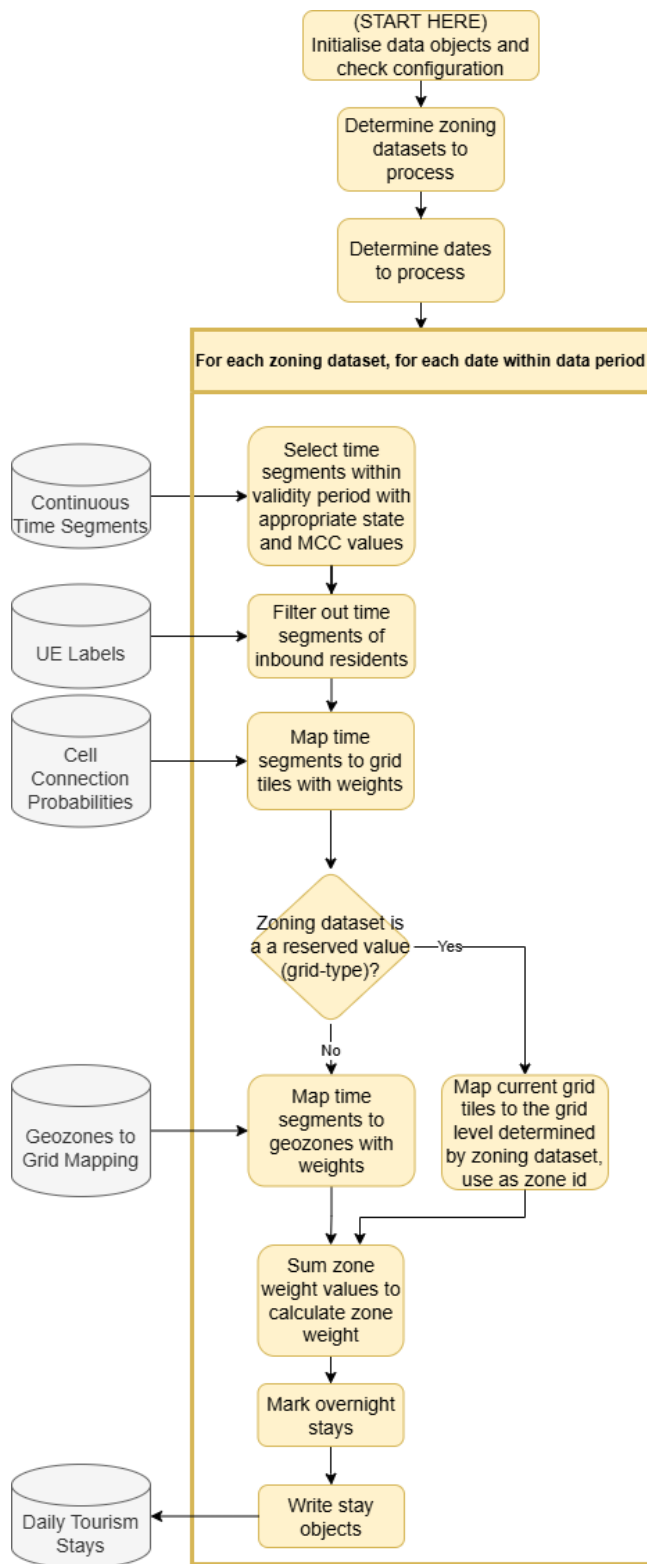 (START HERE)
Initialise data objects and
check configuration
Determine zoning
datasets to
process
Determine dates
to process
For each zoning dataset, for each date within data period
Continuous
Time Segments
Select time
segments within
validity period with
appropriate state
and MCC values
UE Labels
Filter out time
segments of
inbound residents
Cell
Connection
Probabilities
Map time
segments to grid
tiles with weights
Zoning dataset is
a a reserved value
(grid-type)?
Yes
No
Geozones to
Grid Mapping
Map time
segments to
geozones with
weights
Map current grid
tiles to the grid
level determined
by zoning dataset,
use as zone id
Sum zone
weight values to
calculate zone
weight
Mark overnight
stays
Daily Tourism
Stays
Write stay
objects